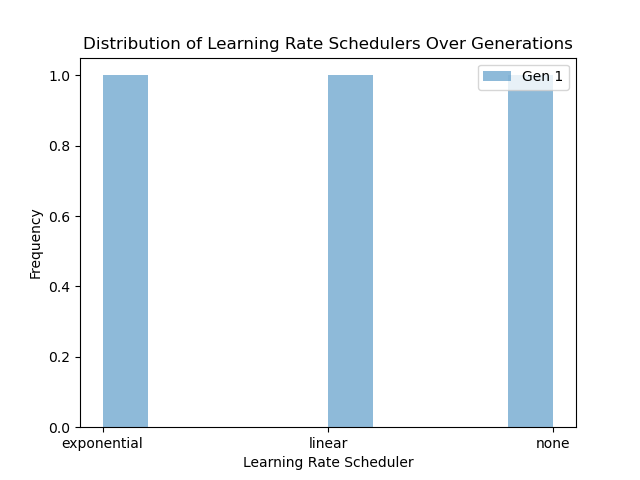 Distribution of Learning Rate Schedulers Over Generations
Gen 1
1.0
0.8
0.6
0.4
0.2
0.0
Frequency
exponential linear none
Learning Rate Scheduler